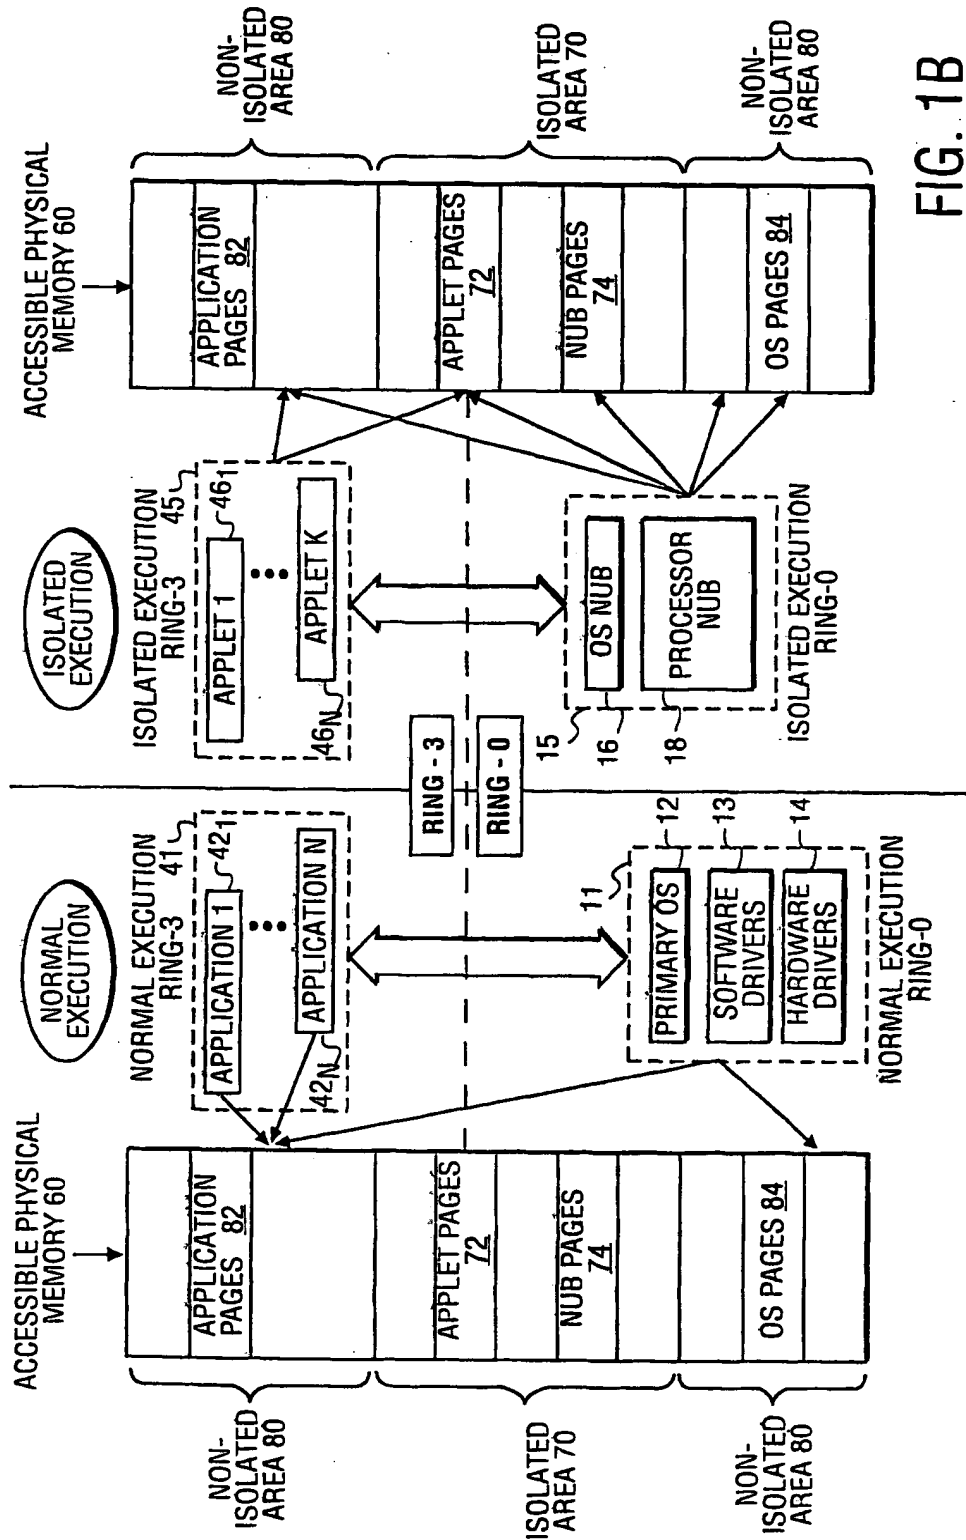 ACCESSIBLE PHYSICAL
MEMORY 60
NON-
ISOLATED
AREA 80
APPLICATION
PAGES 82
ISOLATED
AREA 70
APPLET PAGES
72
NUB PAGES
74
NON-
ISOLATED
AREA 80
OS PAGES 84
NORMAL
EXECUTION
NORMAL EXECUTION
RING-3
41
APPLICATION 1
42₁
APPLICATION N
42N
11
PRIMARY OS
12
SOFTWARE
DRIVERS
13
HARDWARE
DRIVERS
14
NORMAL EXECUTION
RING-0
RING - 3
RING - 0
ISOLATED
EXECUTION
ISOLATED EXECUTION
RING-3
45
APPLET 1
46₁
APPLET K
46N
15
OS NUB
16
PROCESSOR
NUB
18
ISOLATED EXECUTION
RING-0
ACCESSIBLE PHYSICAL
MEMORY 60
APPLICATION
PAGES 82
NON-
ISOLATED
AREA 80
APPLET PAGES
72
NUB PAGES
74
ISOLATED
AREA 70
OS PAGES 84
NON-
ISOLATED
AREA 80
FIG. 1B